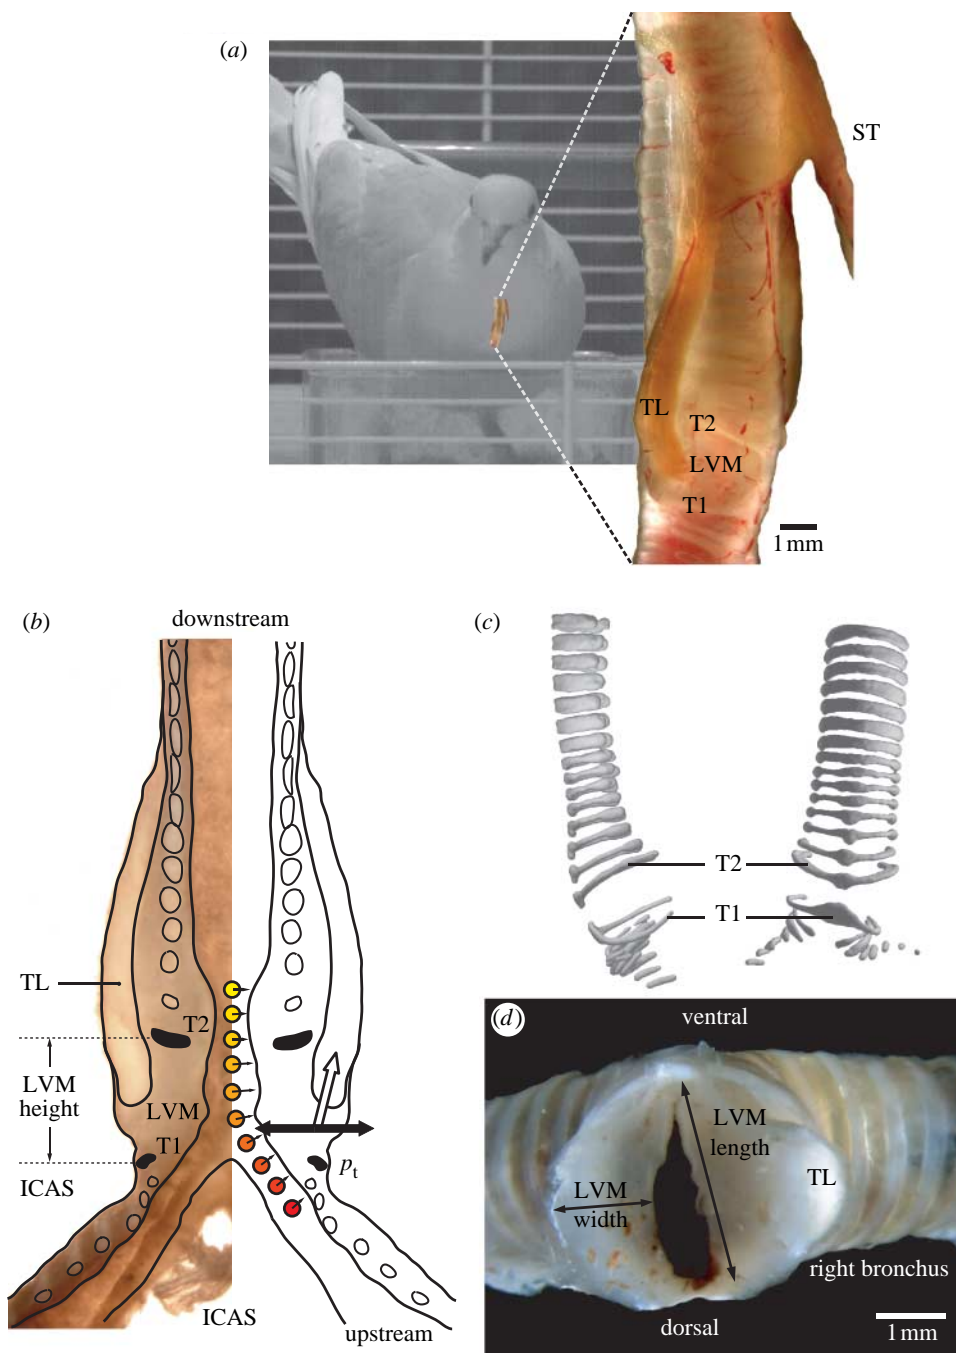 (a)
ST
TL
T2
LVM
T1
1 mm
(b)
downstream
TL
T2
LVM
height
LVM
T1
ICAS
pt
ICAS
upstream
(c)
T2
T1
(d)
ventral
LVM
length
LVM
width
TL
right bronchus
dorsal
1 mm